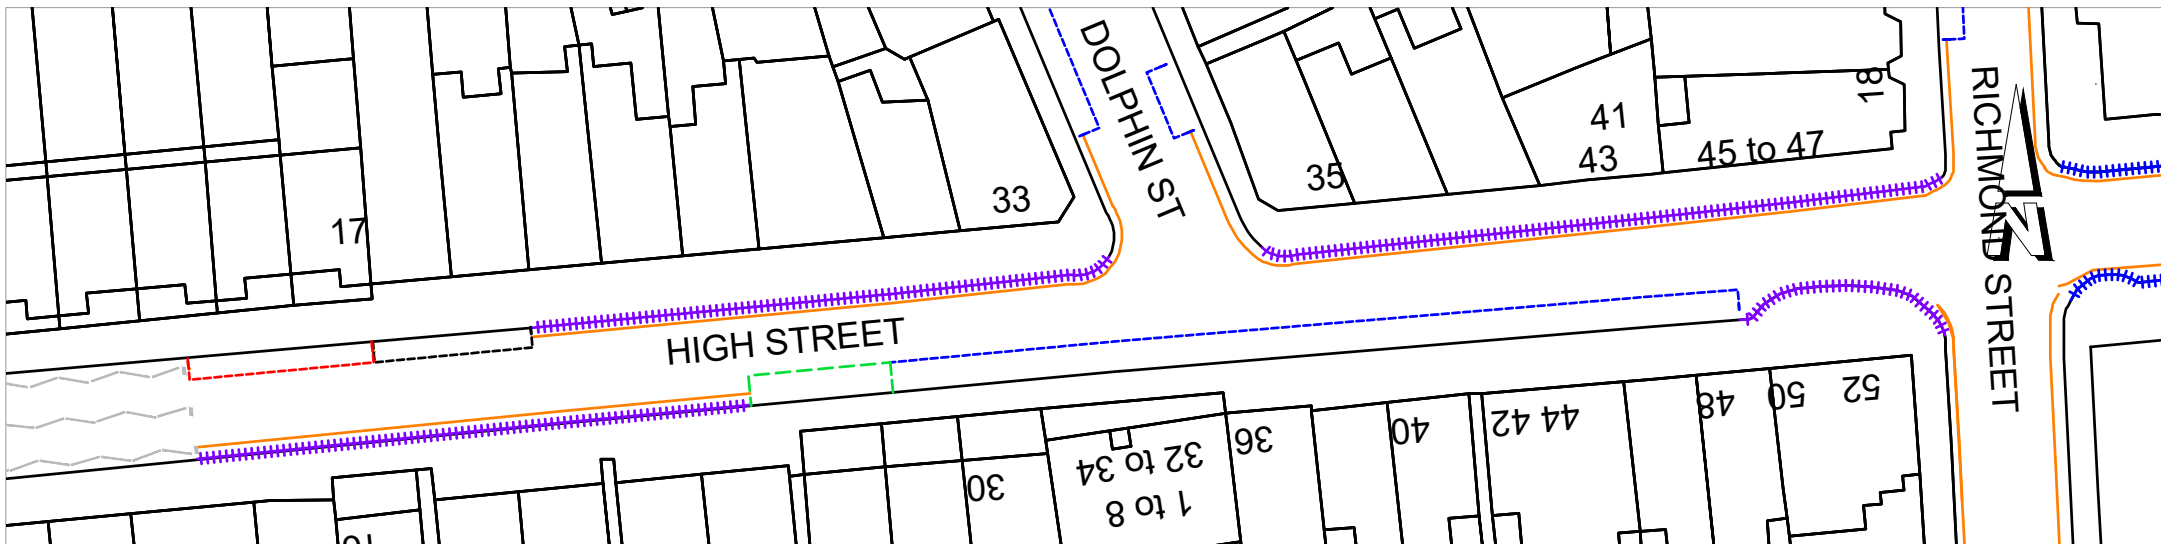 DOLPHIN ST
RICHMOND STREET
N
18
41
43
45 to 47
35
33
17
HIGH STREET
52
50
48
44
42
40
36
32 to 34
1 to 8
30